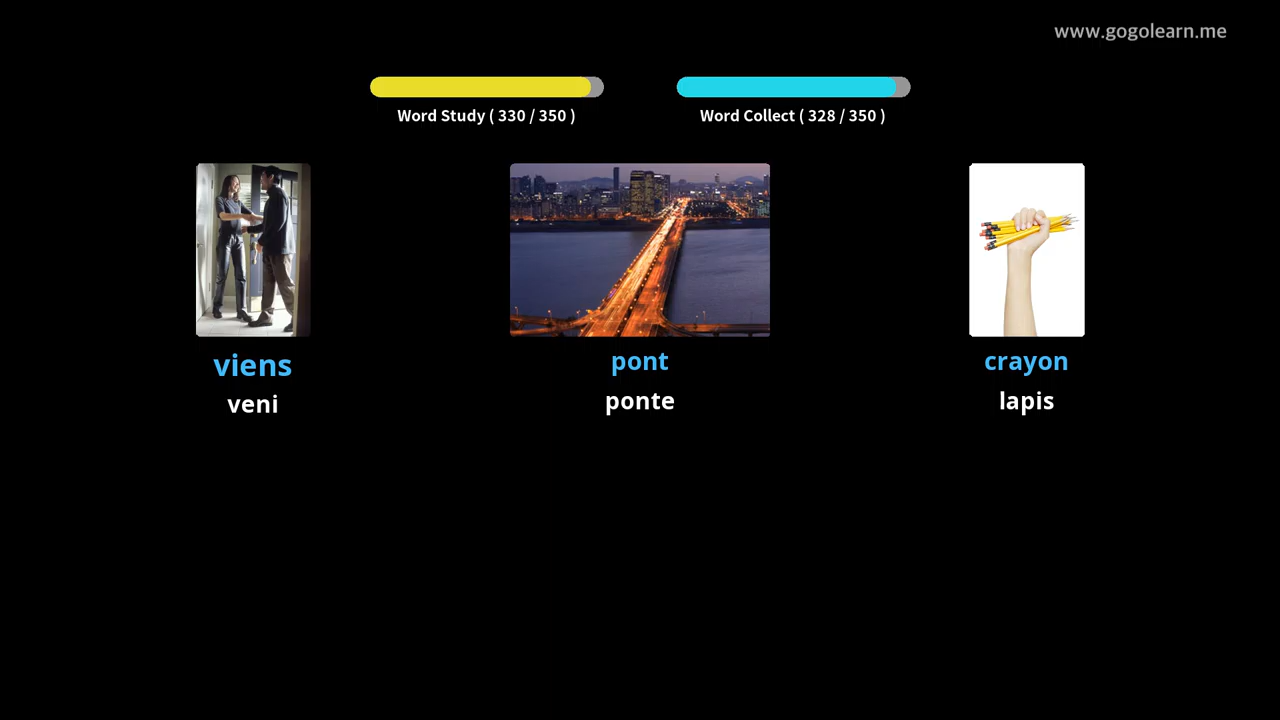 www.gogolearn.me
Word Study ( 330 / 350 )
Word Collect ( 328 / 350 )
viens
pont
crayon
veni
ponte
lapis